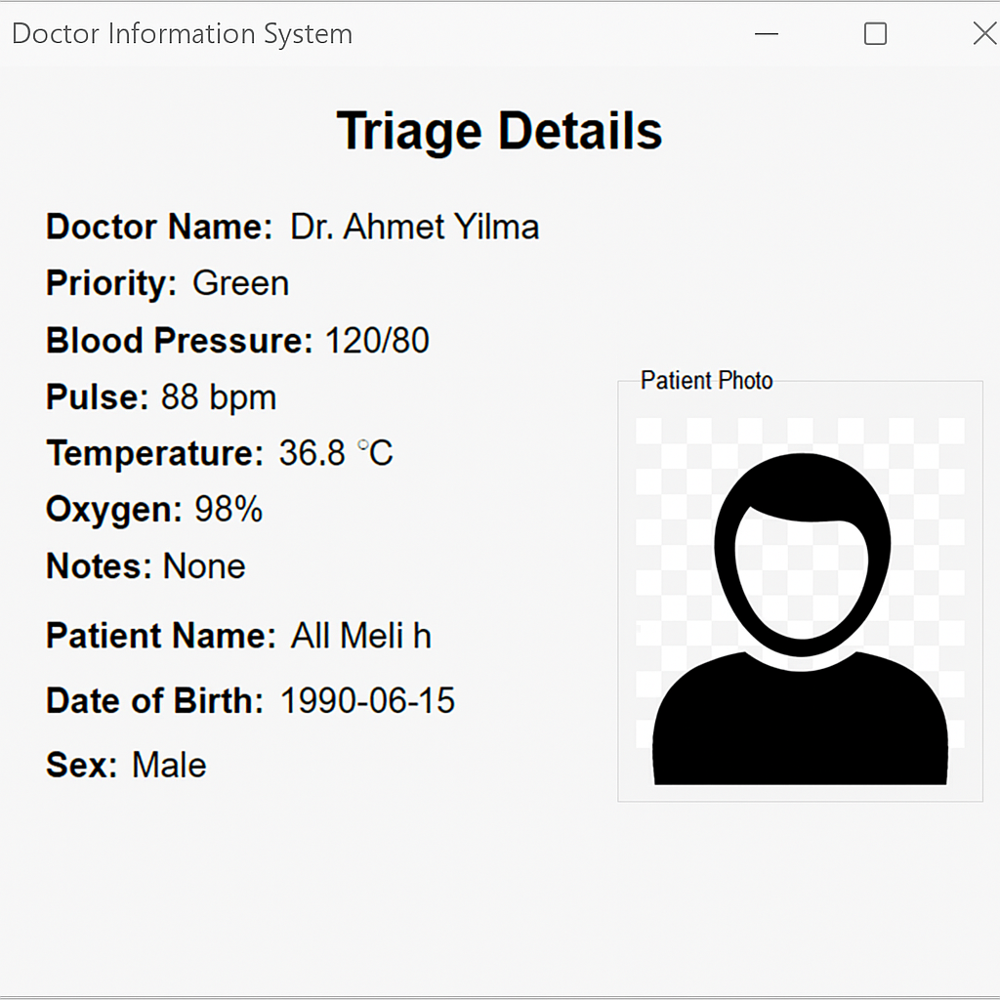 Doctor Information System
Triage Details
Doctor Name: Dr. Ahmet Yilma
Priority: Green
Blood Pressure: 120/80
Pulse: 88 bpm
Temperature: 36.8 °C
Oxygen: 98%
Notes: None
Patient Name: All Meli h
Date of Birth: 1990-06-15
Sex: Male
Patient Photo